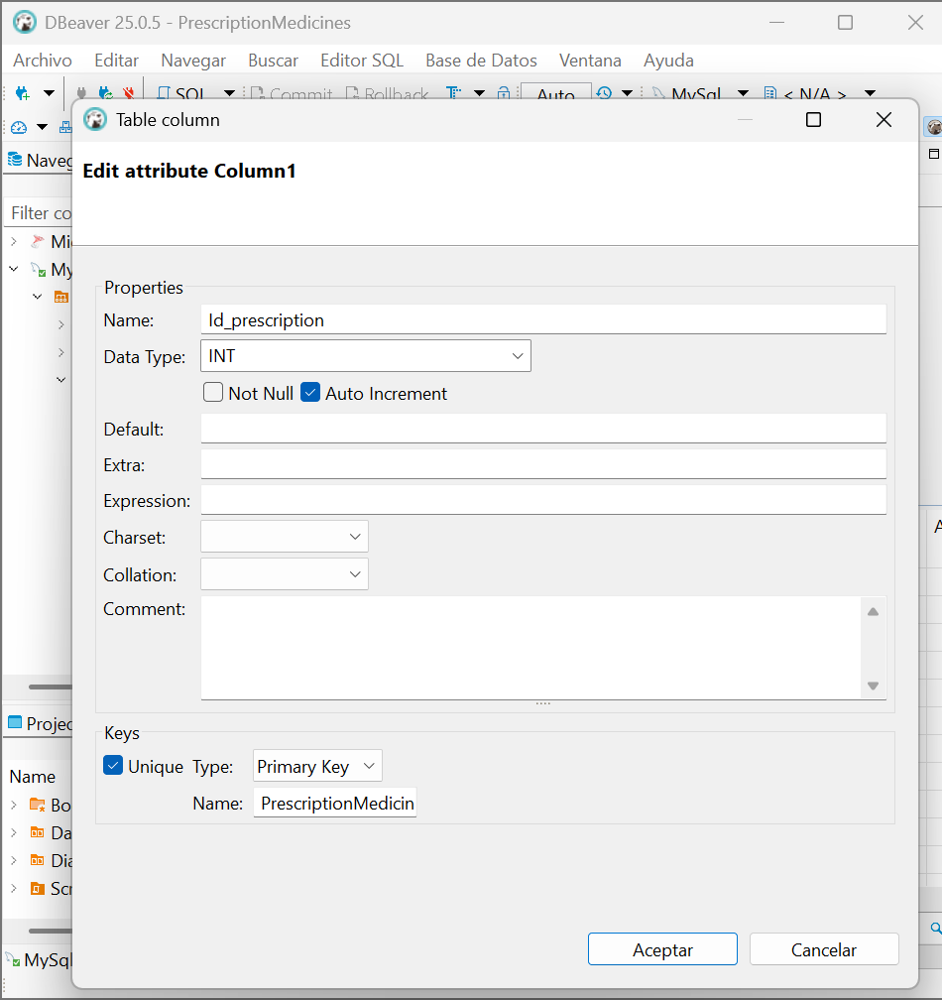 DBeaver 25.0.5 - PrescriptionMedicines
Archivo Editar Navegar Buscar Editor SQL Base de Datos Ventana Ayuda
SQL Commit Rollback Auto MySql < N/A >
Table column
Edit attribute Column1
Naveg
Filter co
Mi
My
Properties
Name: Id_prescription
Data Type: INT
Not Null Auto Increment
Default:
Extra:
Expression:
Charset:
Collation:
Comment:
Projec
Keys
Unique Type: Primary Key
Name: PrescriptionMedicin
Name
Bo
Da
Dia
Scr
Aceptar Cancelar
MySql